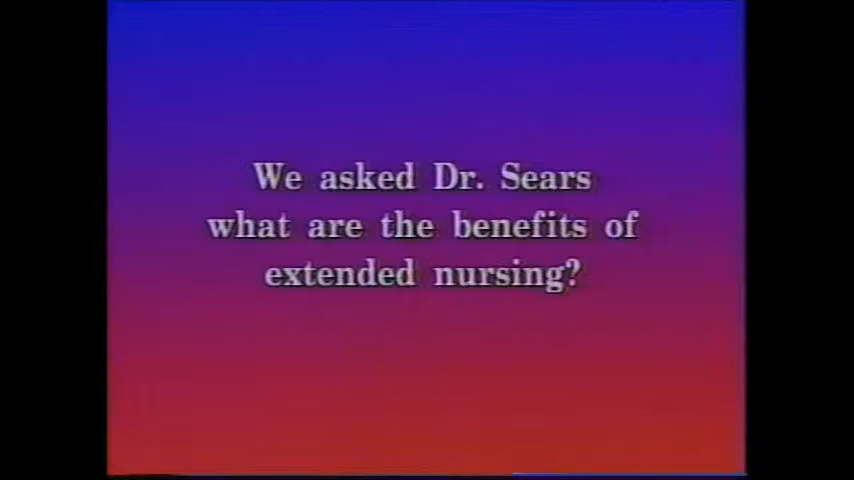 We asked Dr. Sears
what are the benefits of
extended nursing?